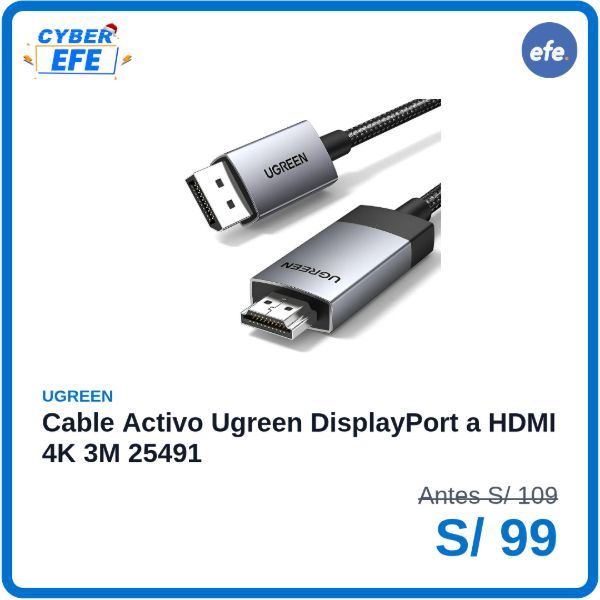 CYBER
EFE
efe.
UGREEN
UGREEN
UGREEN
Cable Activo Ugreen DisplayPort a HDMI
4K 3M 25491
Antes S/ 109
S/ 99